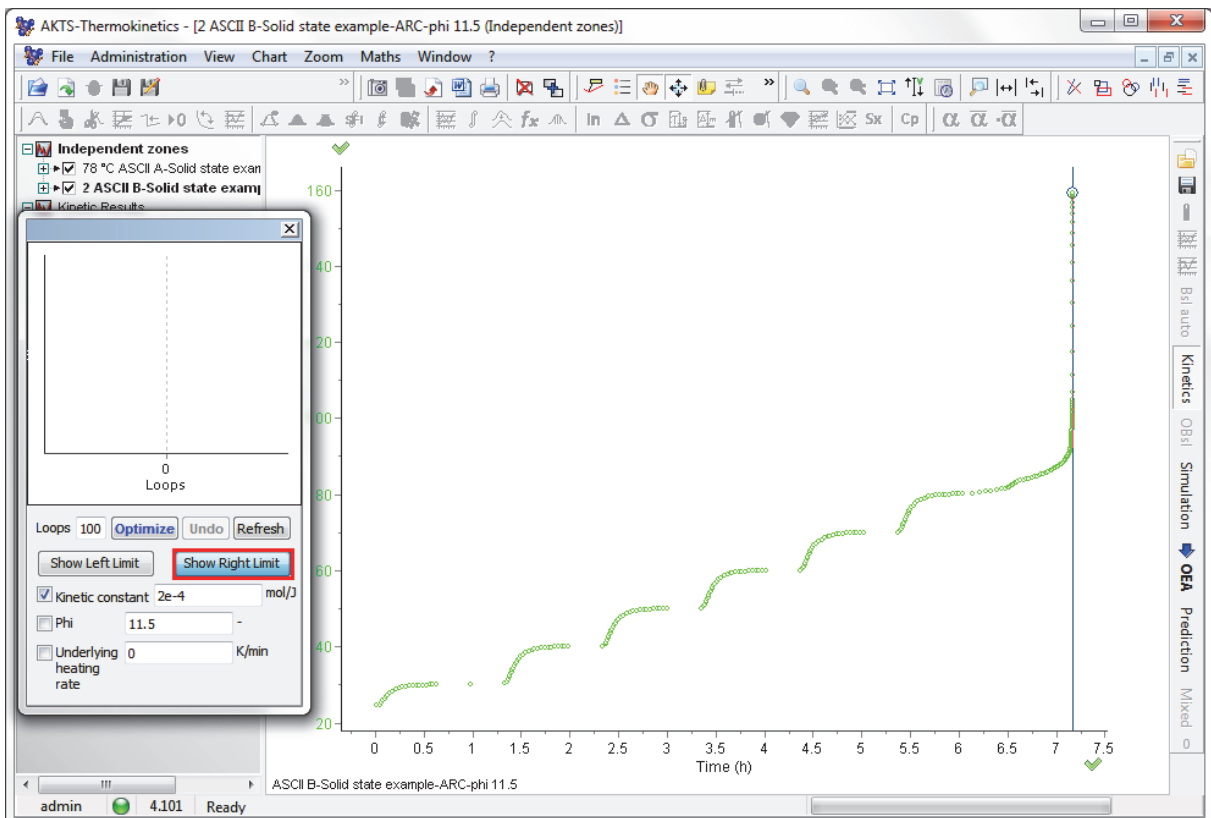 AKTS-Thermokinetics - [2 ASCII B-Solid state example-ARC-phi 11.5 (Independent zones)]
File Administration View Chart Zoom Maths Window ?
fx ln Δ σ Sx Cp α α -α
Independent zones
78 °C ASCII A-Solid state exan
2 ASCII B-Solid state examp
Kinetic Results
0
Loops
Loops 100 Optimize Undo Refresh
Show Left Limit Show Right Limit
Kinetic constant 2e-4 mol/J
Phi 11.5 -
Underlying 0 K/min
heating
rate
160
40
20
00
80
60
40
20
0 0.5 1 1.5 2 2.5 3 3.5 4 4.5 5 5.5 6 6.5 7 7.5
Time (h)
ASCII B-Solid state example-ARC-phi 11.5
Bsl auto
Kinetics
OBsl
Simulation
OEA
Prediction
Mixed
0
admin 4.101 Ready